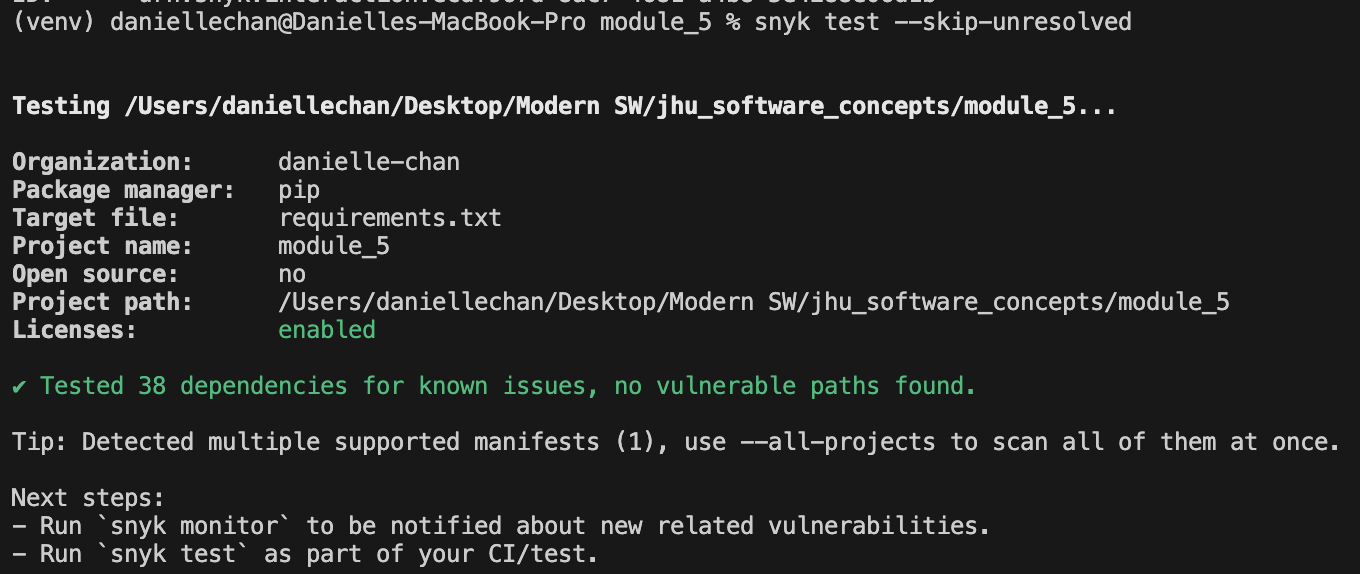 (venv) daniellechan@Danielles-MacBook-Pro module_5 % snyk test --skip-unresolved
Testing /Users/daniellechan/Desktop/Modern SW/jhu_software_concepts/module_5...
Organization: danielle-chan
Package manager: pip
Target file: requirements.txt
Project name: module_5
Open source: no
Project path: /Users/daniellechan/Desktop/Modern SW/jhu_software_concepts/module_5
Licenses: enabled
✔ Tested 38 dependencies for known issues, no vulnerable paths found.
Tip: Detected multiple supported manifests (1), use --all-projects to scan all of them at once.
Next steps:
- Run `snyk monitor` to be notified about new related vulnerabilities.
- Run `snyk test` as part of your CI/test.